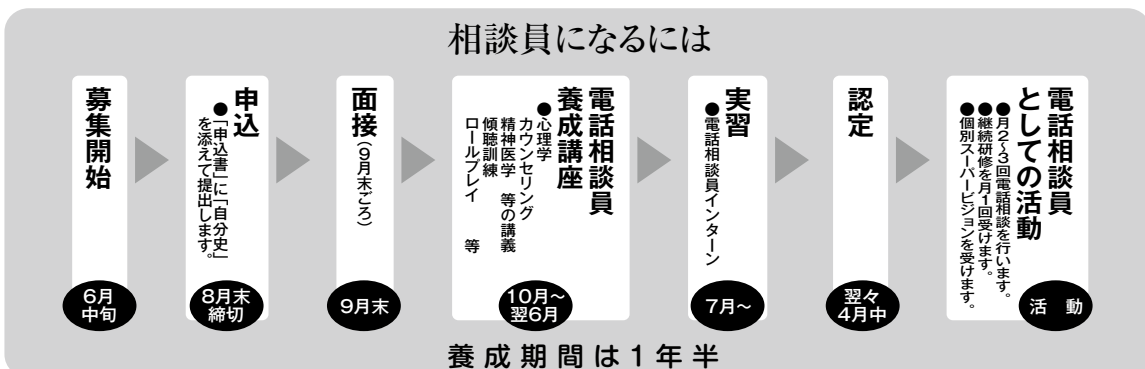 相談員になるには
募集開始
6月
中旬
申込
●「申込書」に「自分史」
を添えて提出します。
8月末
締切
面接(9月末ごろ)
9月末
電話相談員
養成講座
●心理学
カウンセリング
精神医学 等の講義
傾聴訓練
ロールプレイ 等
10月〜
翌6月
実習
●電話相談員インターン
7月〜
認定
翌々
4月中
電話相談員
としての活動
●月2〜3回電話相談を行います。
●継続研修を月1回受けます。
●個別スーパービジョンを受けます。
活 動
養成期間は1年半